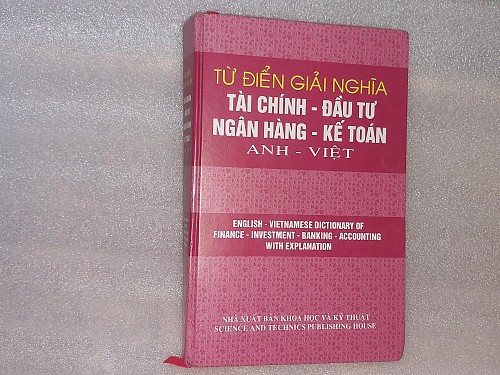 TỪ ĐIỂN GIẢI NGHĨA
TÀI CHÍNH - ĐẦU TƯ
NGÂN HÀNG - KẾ TOÁN
ANH - VIỆT
ENGLISH - VIETNAMESE DICTIONARY OF
FINANCE - INVESTMENT - BANKING - ACCOUNTING
WITH EXPLANATION
NHÀ XUẤT BẢN KHOA HỌC VÀ KỸ THUẬT
SCIENCE AND TECHNICS PUBLISHING HOUSE